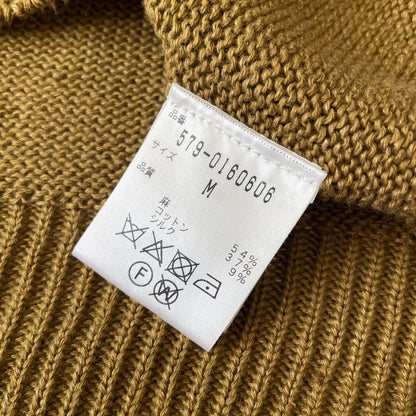 品番
579-0160606
サイズ
M
品質
麻 54%
コットン 37%
シルク 9%
F W